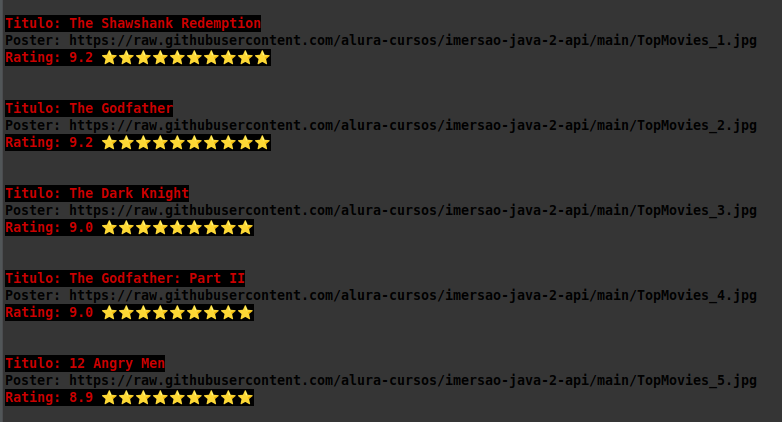 Titulo: The Shawshank Redemption
Poster: https://raw.githubusercontent.com/alura-cursos/imersao-java-2-api/main/TopMovies_1.jpg
Rating: 9.2 ⭐⭐⭐⭐⭐⭐⭐⭐⭐⭐
Titulo: The Godfather
Poster: https://raw.githubusercontent.com/alura-cursos/imersao-java-2-api/main/TopMovies_2.jpg
Rating: 9.2 ⭐⭐⭐⭐⭐⭐⭐⭐⭐⭐
Titulo: The Dark Knight
Poster: https://raw.githubusercontent.com/alura-cursos/imersao-java-2-api/main/TopMovies_3.jpg
Rating: 9.0 ⭐⭐⭐⭐⭐⭐⭐⭐⭐
Titulo: The Godfather: Part II
Poster: https://raw.githubusercontent.com/alura-cursos/imersao-java-2-api/main/TopMovies_4.jpg
Rating: 9.0 ⭐⭐⭐⭐⭐⭐⭐⭐⭐
Titulo: 12 Angry Men
Poster: https://raw.githubusercontent.com/alura-cursos/imersao-java-2-api/main/TopMovies_5.jpg
Rating: 8.9 ⭐⭐⭐⭐⭐⭐⭐⭐⭐